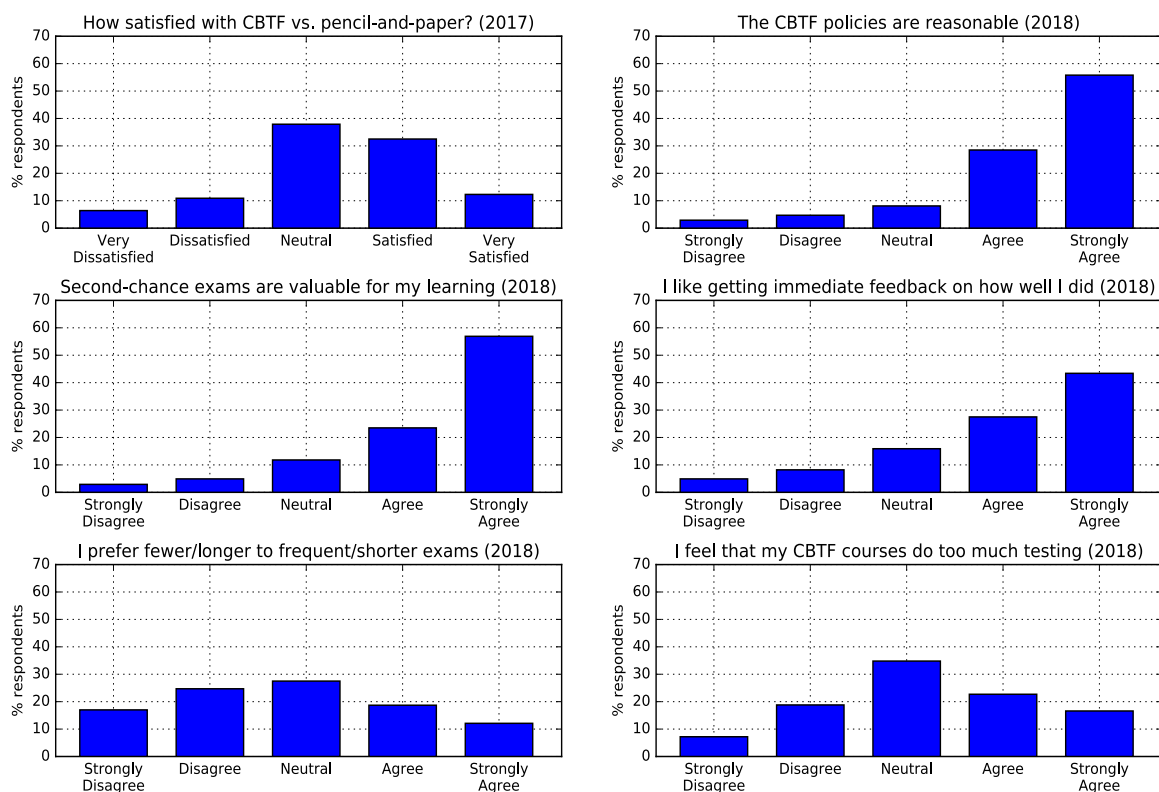 How satisfied with CBTF vs. pencil-and-paper? (2017)
70
60
50
40
30
20
10
0
% respondents
Very
Dissatisfied
Dissatisfied
Neutral
Satisfied
Very
Satisfied
The CBTF policies are reasonable (2018)
70
60
50
40
30
20
10
0
% respondents
Strongly
Disagree
Disagree
Neutral
Agree
Strongly
Agree
Second-chance exams are valuable for my learning (2018)
70
60
50
40
30
20
10
0
% respondents
Strongly
Disagree
Disagree
Neutral
Agree
Strongly
Agree
I like getting immediate feedback on how well I did (2018)
70
60
50
40
30
20
10
0
% respondents
Strongly
Disagree
Disagree
Neutral
Agree
Strongly
Agree
I prefer fewer/longer to frequent/shorter exams (2018)
70
60
50
40
30
20
10
0
% respondents
Strongly
Disagree
Disagree
Neutral
Agree
Strongly
Agree
I feel that my CBTF courses do too much testing (2018)
70
60
50
40
30
20
10
0
% respondents
Strongly
Disagree
Disagree
Neutral
Agree
Strongly
Agree